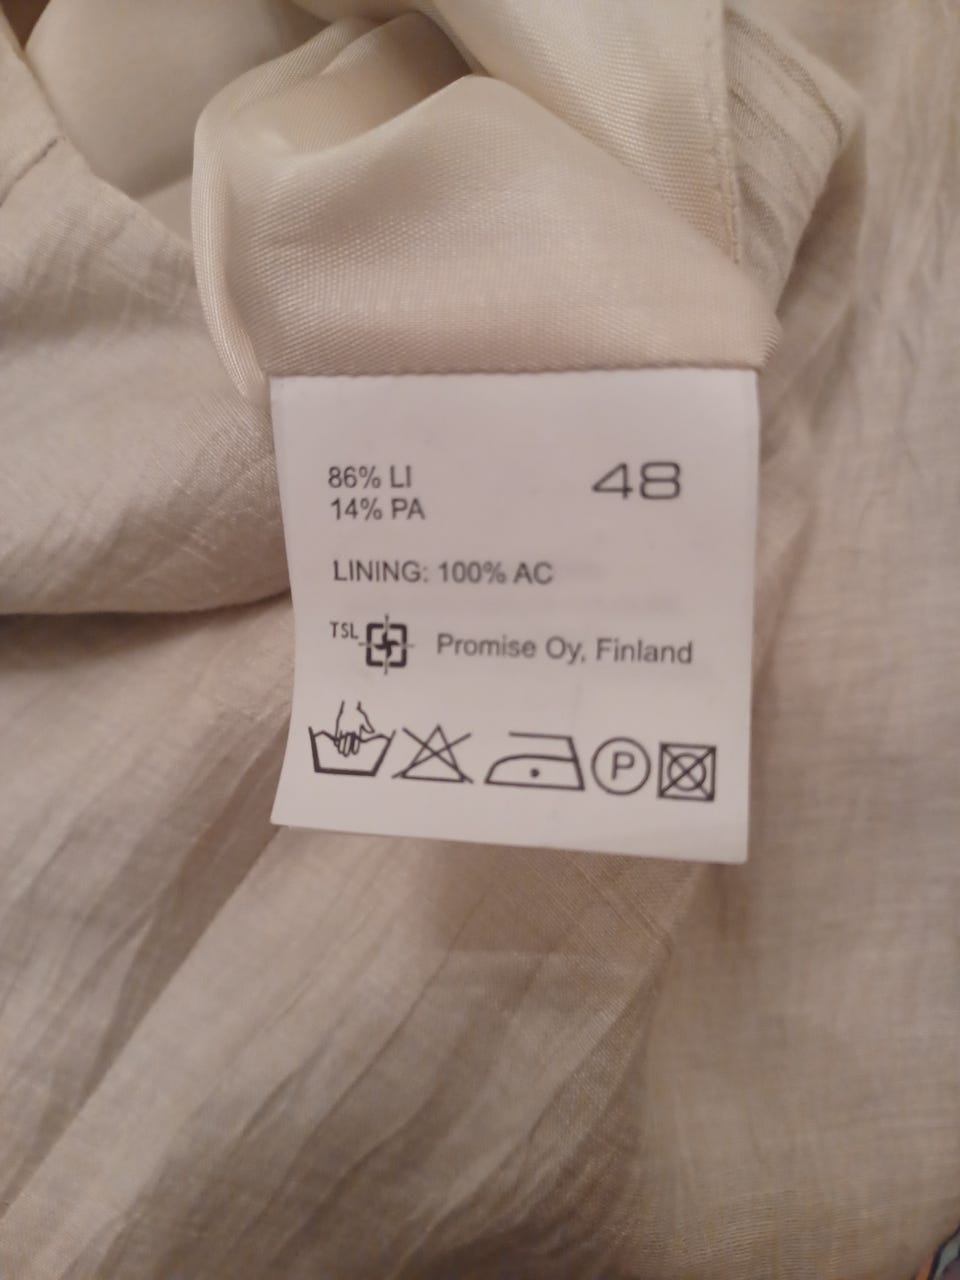 86% LI
14% PA
48
LINING: 100% AC
TSL
Promise Oy, Finland
P